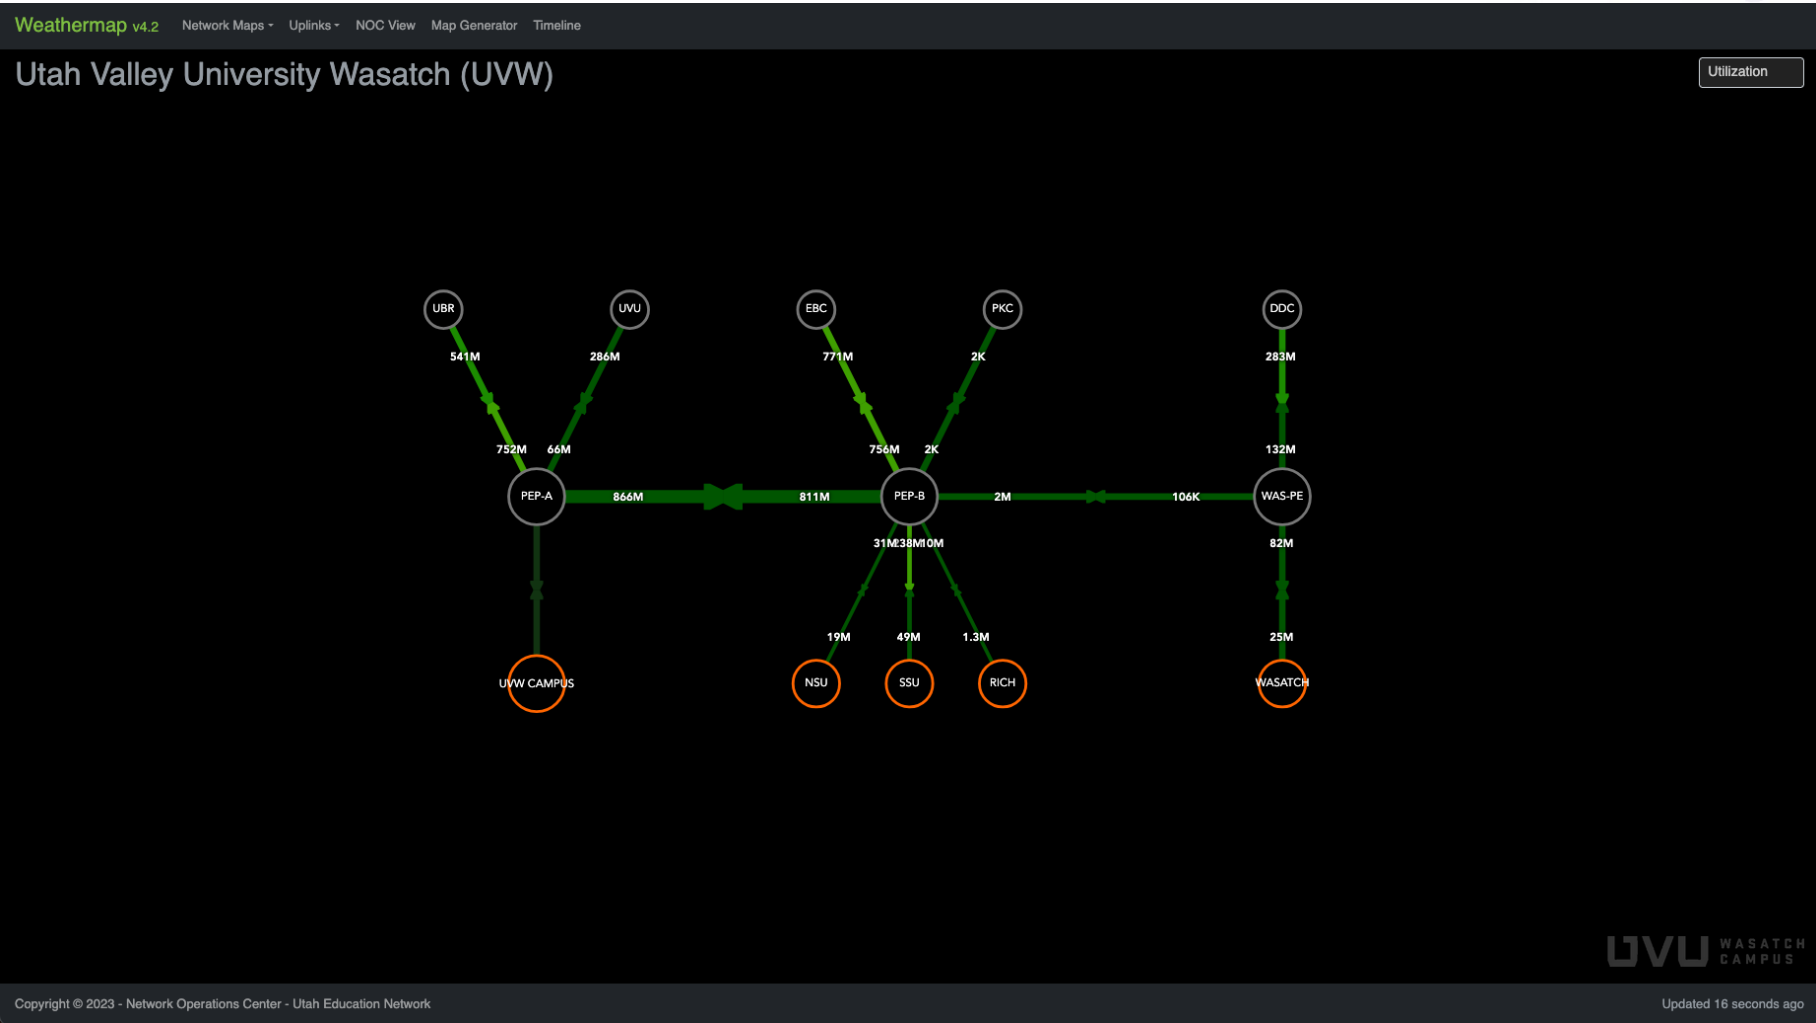 Weathermap v4.2 Network Maps Uplinks NOC View Map Generator Timeline
Utah Valley University Wasatch (UVW)
Utilization
UBR UVU EBC PKC DDC
541M 286M 771M 2K 283M
752M 66M 756M 2K 132M
PEP-A 866M 811M PEP-B 2M 106K WAS-PE
31M 238M 10M 82M
19M 49M 1.3M 25M
UVW CAMPUS NSU SSU RICH WASATCH
UVU WASATCH
CAMPUS
Copyright © 2023 - Network Operations Center - Utah Education Network Updated 16 seconds ago